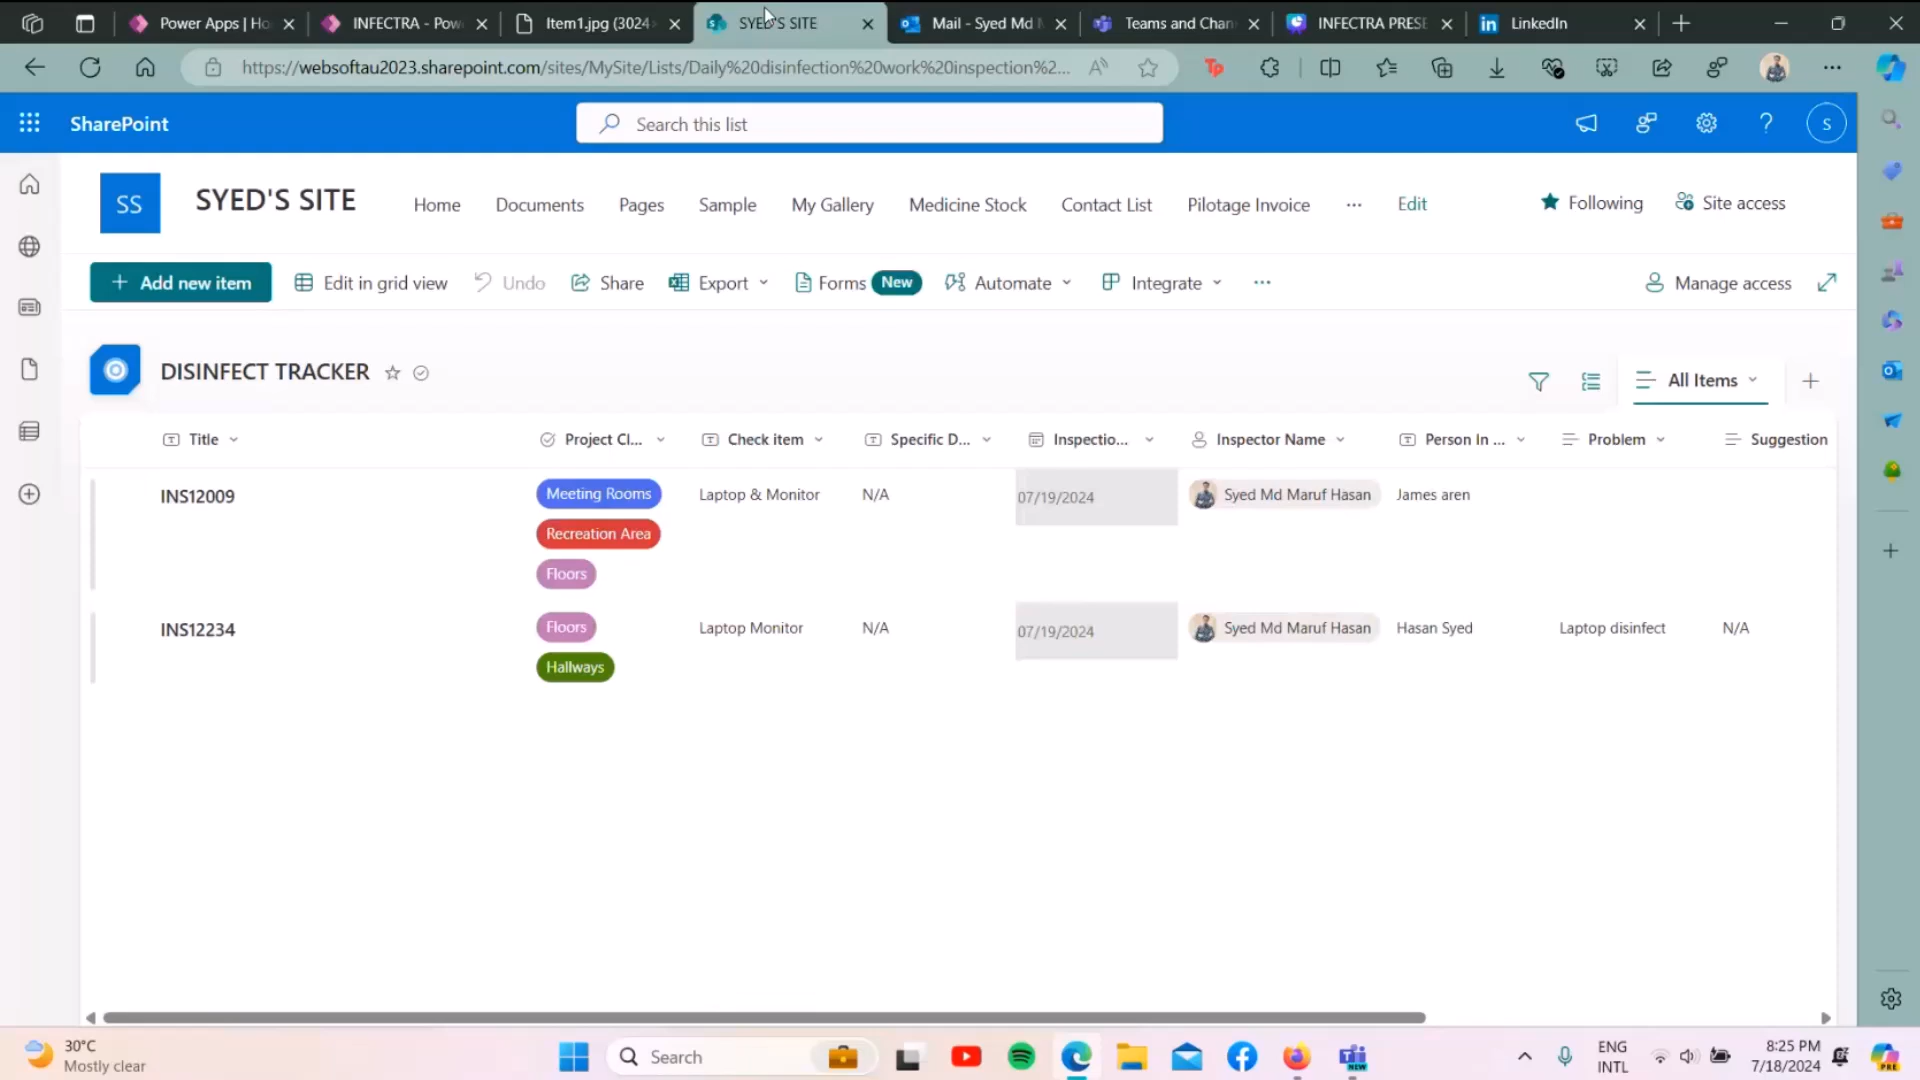 Power Apps | Ho
INFECTRA - Pow
Item1.jpg (3024
SYED'S SITE
Mail - Syed Md M
Teams and Chan
INFECTRA PRESE
in LinkedIn
https://websoftau2023.sharepoint.com/sites/MySite/Lists/Daily%20disinfection%20work%20inspection%2...
Tp
SharePoint
Search this list
S
SS
SYED'S SITE
Home
Documents
Pages
Sample
My Gallery
Medicine Stock
Contact List
Pilotage Invoice
...
Edit
Following
Site access
+ Add new item
Edit in grid view
Undo
Share
Export
Forms New
Automate
Integrate
...
Manage access
DISINFECT TRACKER
All Items
Title
Project Cl...
Check item
Specific D...
Inspectio...
Inspector Name
Person In ...
Problem
Suggestion
INS12009
Meeting Rooms
Recreation Area
Floors
Laptop & Monitor
N/A
07/19/2024
Syed Md Maruf Hasan
James aren
INS12234
Floors
Hallways
Laptop Monitor
N/A
07/19/2024
Syed Md Maruf Hasan
Hasan Syed
Laptop disinfect
N/A
30°C
Mostly clear
Search
NEW
ENG
INTL
8:25 PM
7/18/2024
PRE